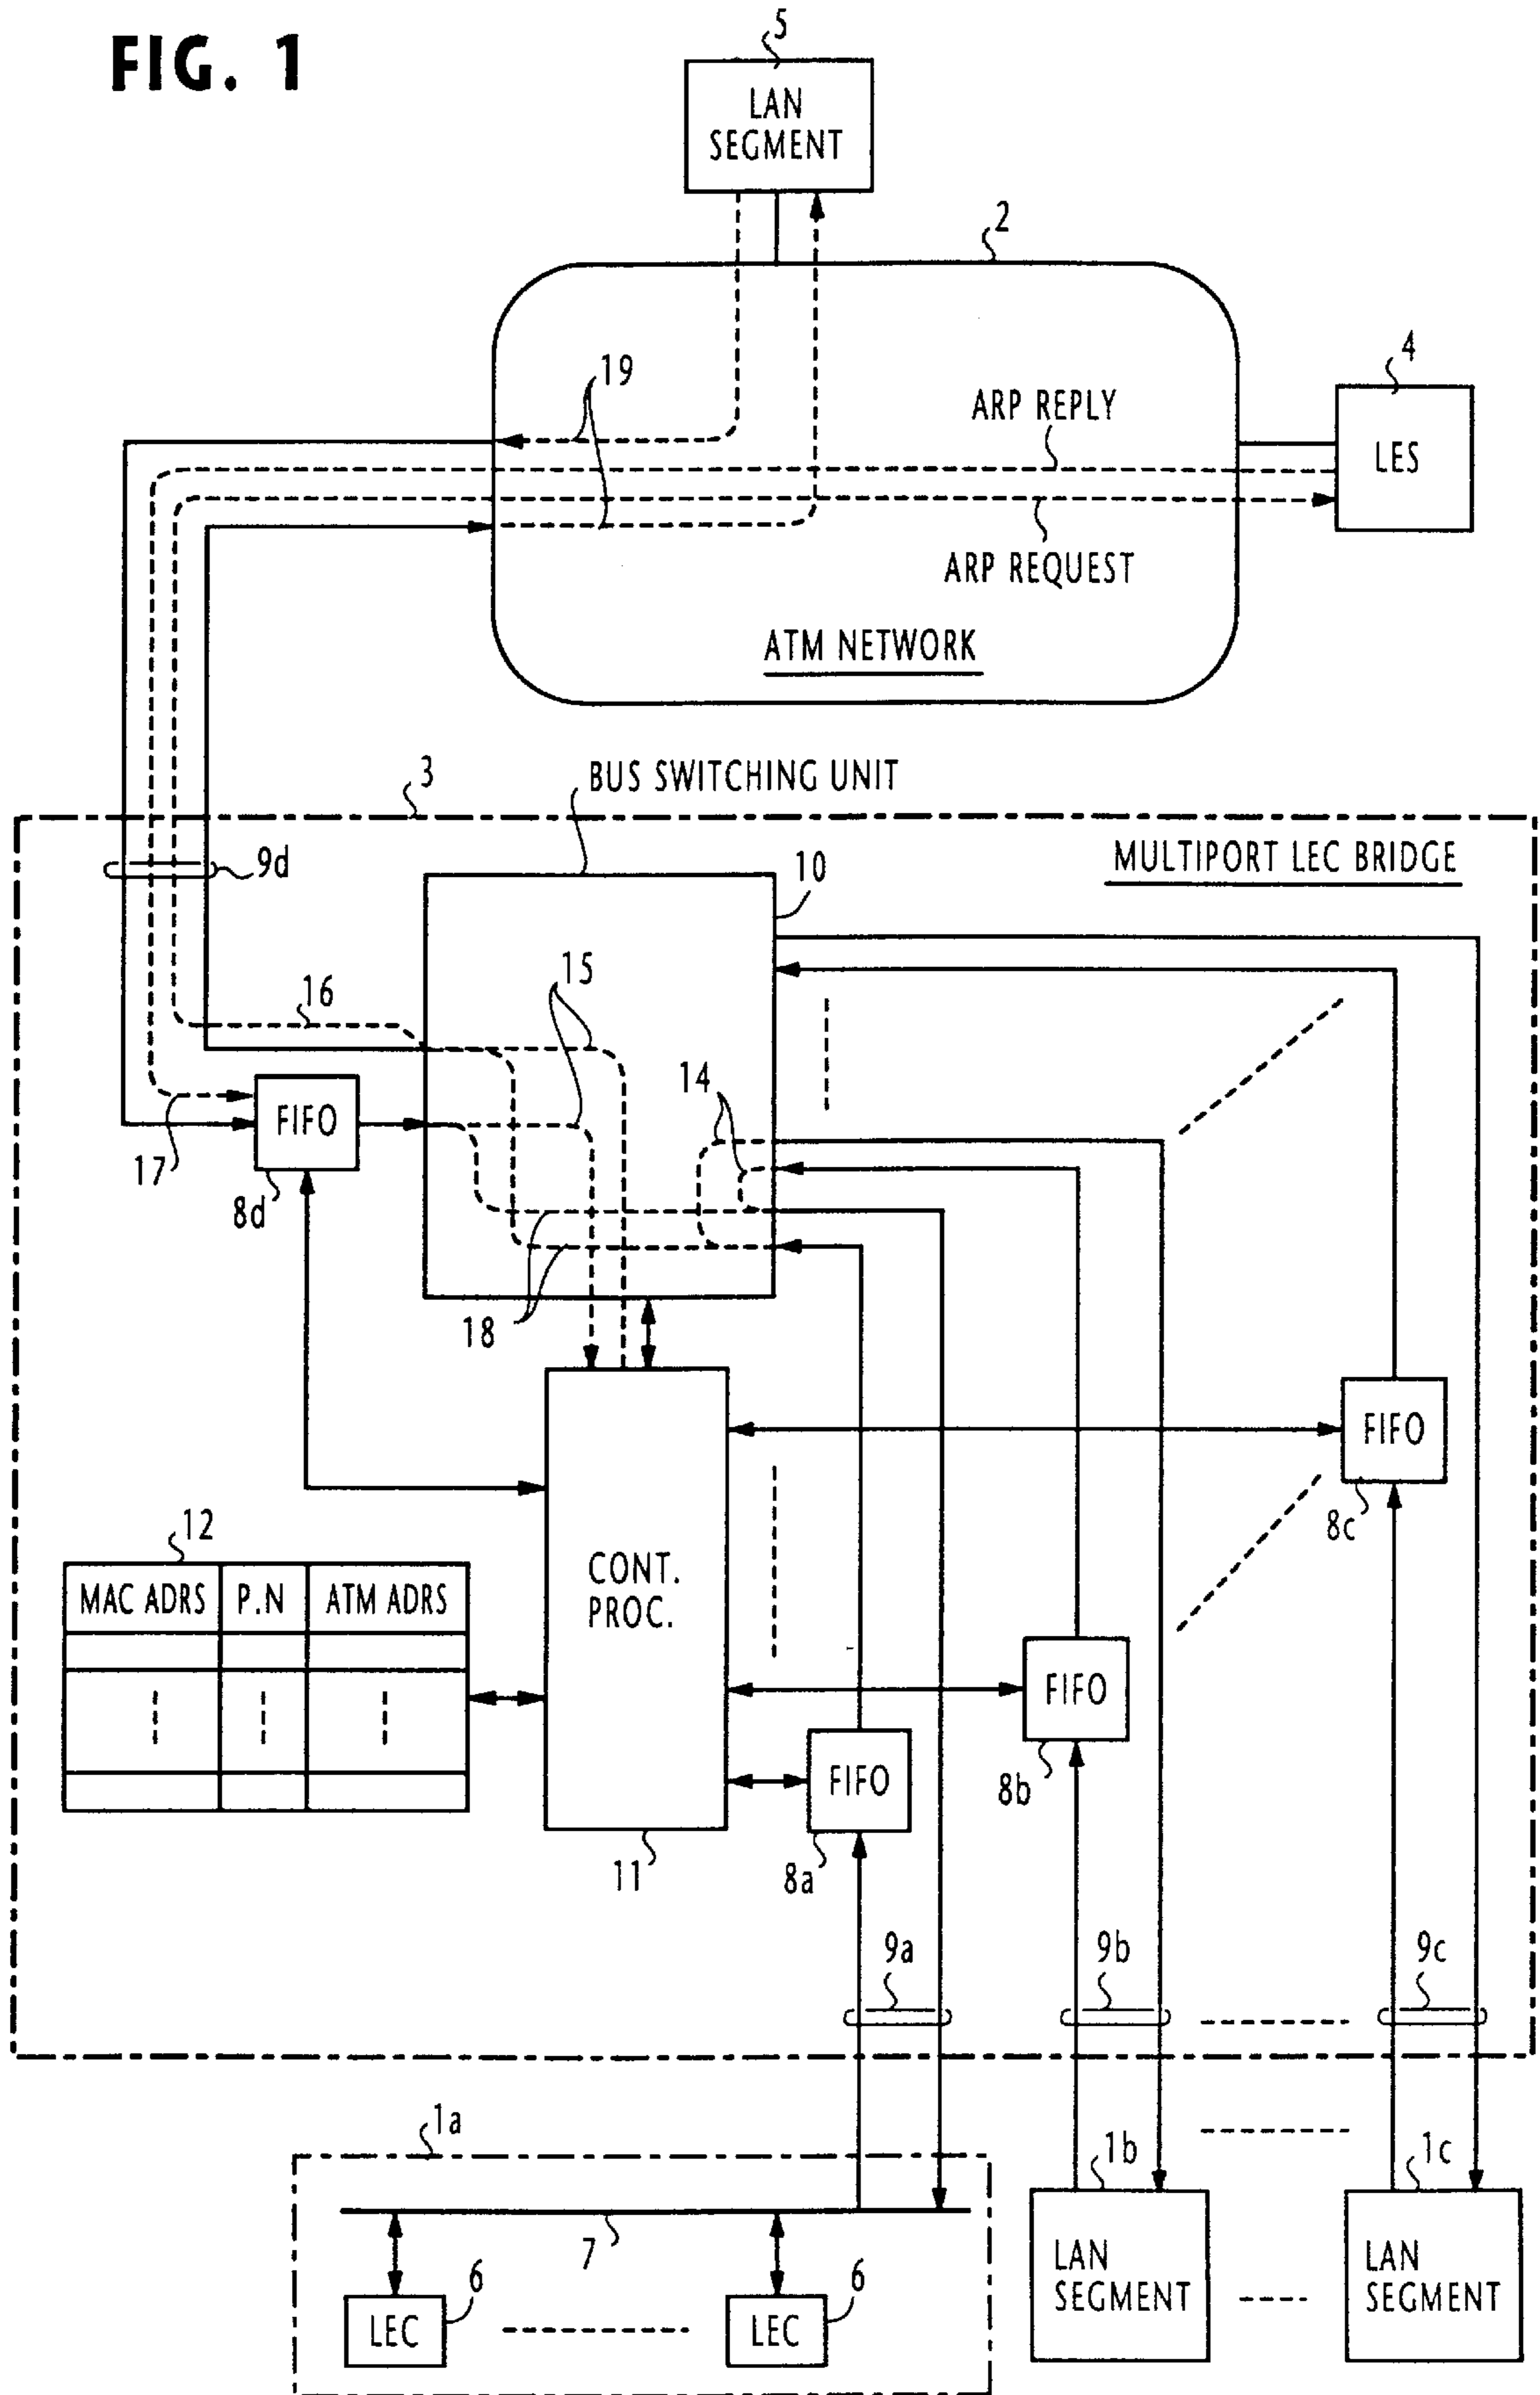 FIG. 1
5
LAN
SEGMENT
2
4
19
ARP REPLY
LES
ARP REQUEST
ATM NETWORK
3
BUS SWITCHING UNIT
9d
MULTIPORT LEC BRIDGE
10
15
16
14
FIFO
17
8d
18
FIFO
8c
12
MAC ADRS P.N ATM ADRS
CONT.
PROC.
FIFO
8b
FIFO
8a
11
9a
9b
9c
1a
1b
1c
7
LAN
SEGMENT
LAN
SEGMENT
6
6
LEC
LEC